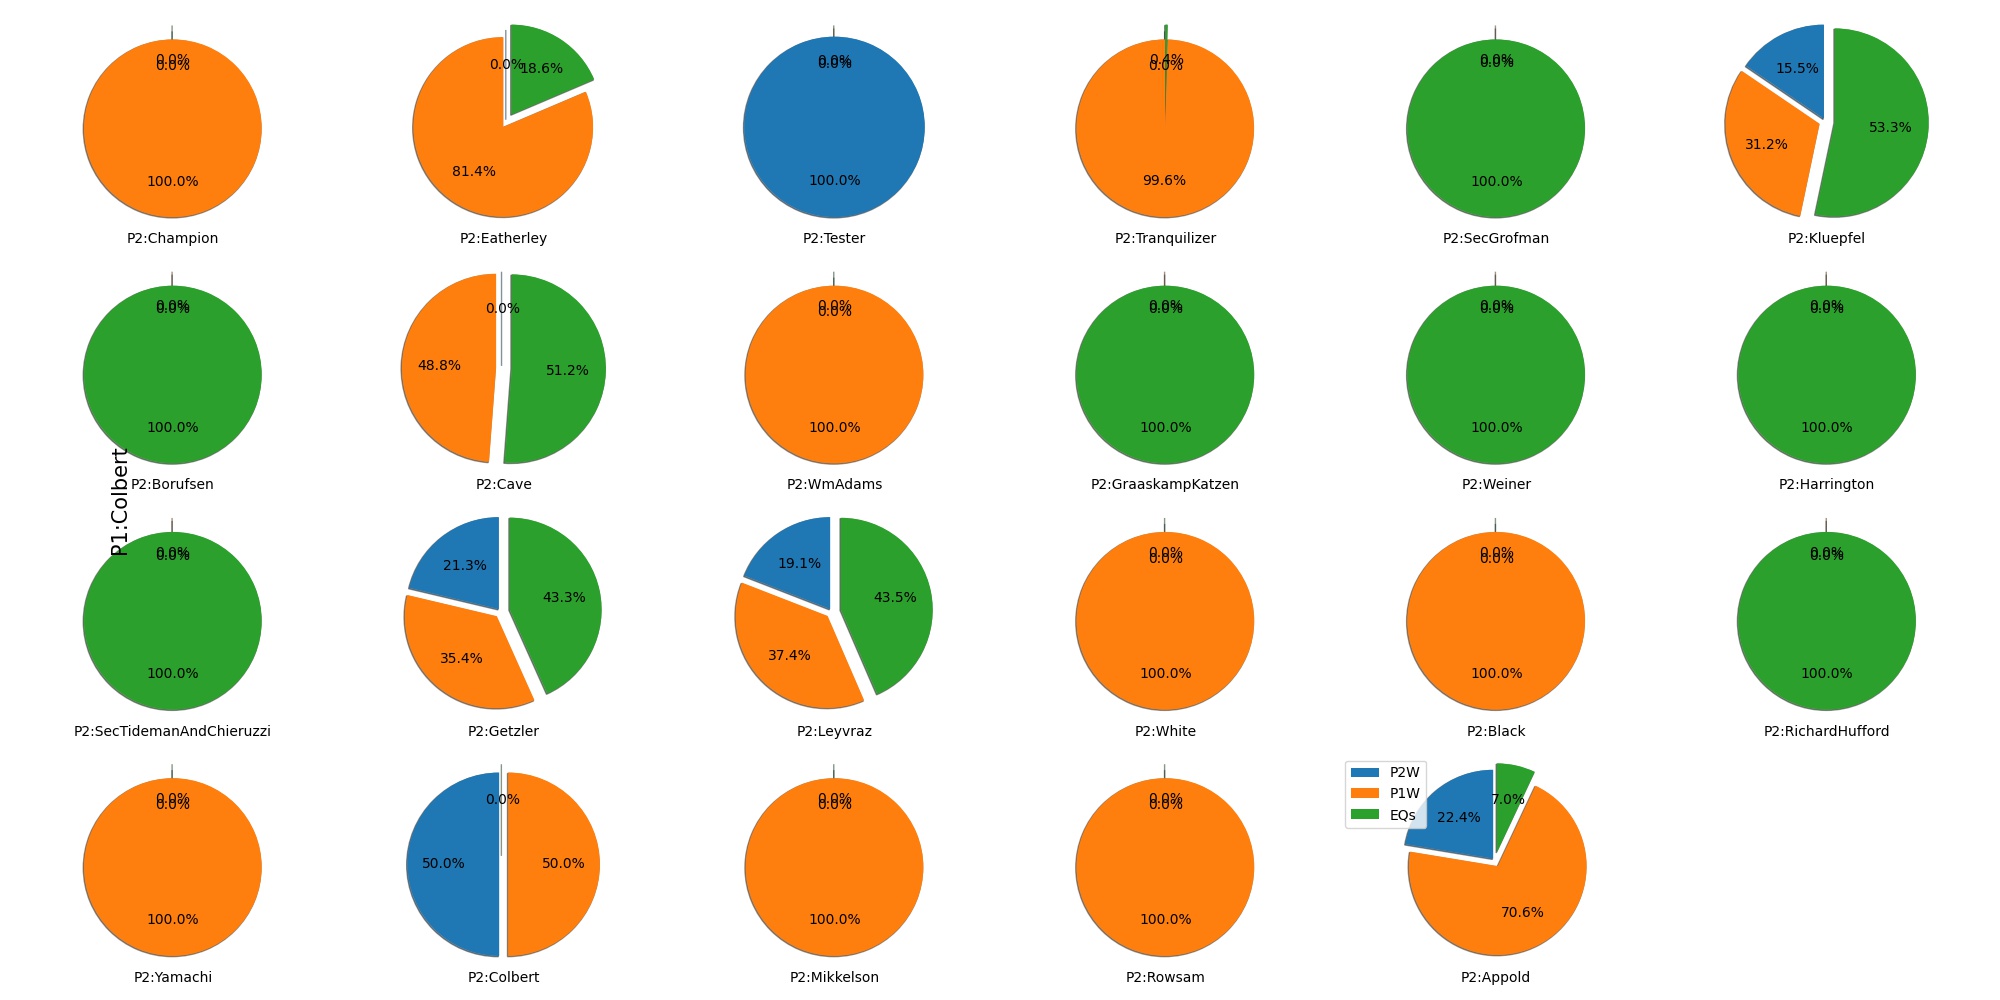 0.0%
0.0%
100.0%
P2:Champion
0.0%
18.6%
81.4%
P2:Eatherley
0.0%
0.0%
100.0%
P2:Tester
0.4%
0.0%
99.6%
P2:Tranquilizer
0.0%
0.0%
100.0%
P2:SecGrofman
15.5%
31.2%
53.3%
P2:Kluepfel
0.0%
0.0%
100.0%
P2:Borufsen
0.0%
48.8%
51.2%
P2:Cave
0.0%
0.0%
100.0%
P2:WmAdams
0.0%
0.0%
100.0%
P2:GraaskampKatzen
0.0%
0.0%
100.0%
P2:Weiner
0.0%
0.0%
100.0%
P2:Harrington
P1:Colbert
0.0%
0.0%
100.0%
P2:SecTidemanAndChieruzzi
21.3%
43.3%
35.4%
P2:Getzler
19.1%
43.5%
37.4%
P2:Leyvraz
0.0%
0.0%
100.0%
P2:White
0.0%
0.0%
100.0%
P2:Black
0.0%
0.0%
100.0%
P2:RichardHufford
0.0%
0.0%
100.0%
P2:Yamachi
0.0%
50.0%
50.0%
P2:Colbert
0.0%
0.0%
100.0%
P2:Mikkelson
0.0%
0.0%
100.0%
P2:Rowsam
P2W
P1W
EQs
7.0%
22.4%
70.6%
P2:Appold